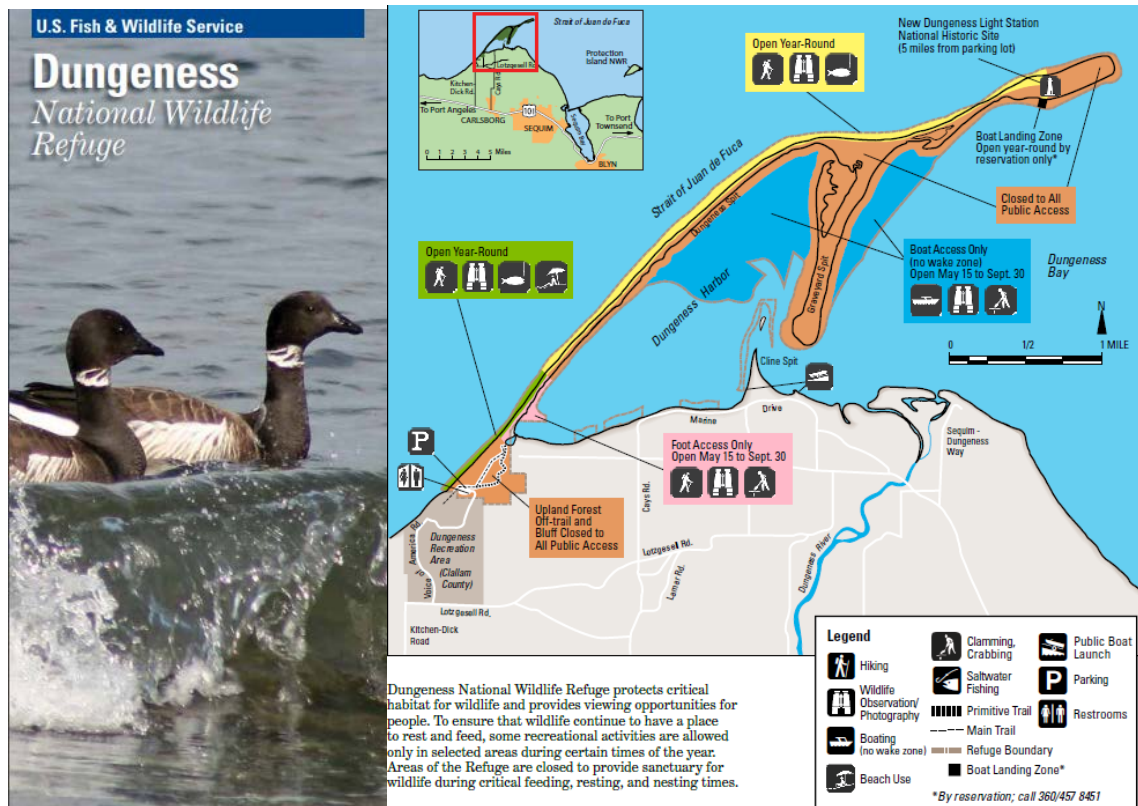 U.S. Fish & Wildlife Service
Dungeness
National Wildlife
Refuge
Strait of Juan de Fuca
Protection
Island NWR
Lotzgesell Rd.
Kitchen-
Dick Rd.
Cays Rd.
To Port Angeles
CARLSBORG
101
SEQUIM
Sequim Bay
To Port
Townsend
BLYN
0 1 2 3 4 5 Miles
Open Year-Round
New Dungeness Light Station
National Historic Site
(5 miles from parking lot)
Boat Landing Zone
Open year-round by
reservation only*
Strait of Juan de Fuca
Dungeness Spit
Closed to All
Public Access
Open Year-Round
Boat Access Only
(no wake zone)
Open May 15 to Sept. 30
Dungeness
Bay
Dungeness Harbor
Graveyard Spit
N
0 1/2 1 MILE
Cline Spit
Marine Drive
Sequim -
Dungeness
Way
P
Foot Access Only
Open May 15 to Sept. 30
Upland Forest
Off-trail and
Bluff Closed to
All Public Access
Cays Rd.
Dungeness
Recreation
Area
(Clallam
County)
Voice of America Rd.
Lotzgesell Rd.
Lamar Rd.
Dungeness River
Lotzgesell Rd.
Kitchen-Dick
Road
Legend
Hiking
Wildlife
Observation/
Photography
Boating
(no wake zone)
Beach Use
Clamming,
Crabbing
Saltwater
Fishing
Primitive Trail
Main Trail
Refuge Boundary
Boat Landing Zone*
Public Boat
Launch
P Parking
Restrooms
*By reservation; call 360/457 8451
Dungeness National Wildlife Refuge protects critical
habitat for wildlife and provides viewing opportunities for
people. To ensure that wildlife continue to have a place
to rest and feed, some recreational activities are allowed
only in selected areas during certain times of the year.
Areas of the Refuge are closed to provide sanctuary for
wildlife during critical feeding, resting, and nesting times.